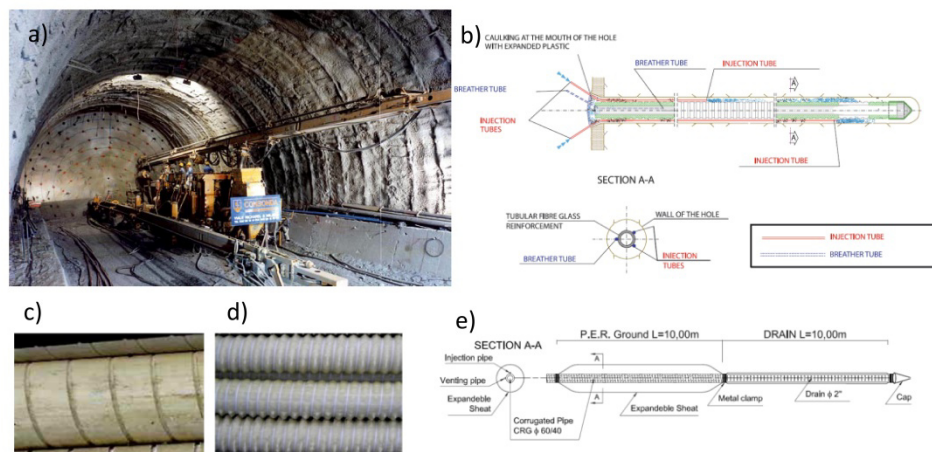 a)
CONSONDA
b)
CAULKING AT THE MOUTH OF THE HOLE
WITH EXPANDED PLASTIC
BREATHER TUBE
INJECTION TUBE
A
BREATHER TUBE
INJECTION
TUBES
A
INJECTION TUBE
SECTION A-A
TUBULAR FIBRE GLASS
REINFORCEMENT
WALL OF THE HOLE
BREATHER TUBE
INJECTION
TUBES
INJECTION TUBE
BREATHER TUBE
c)
d)
e)
SECTION A-A
P.E.R. Ground L=10,00m
DRAIN L=10,00m
Injection pipe
Venting pipe
Expandeble
Sheat
A
A
Corrugated Pipe
CRG ϕ 60/40
Expandeble Sheat
Metal clamp
Drain ϕ 2"
Cap